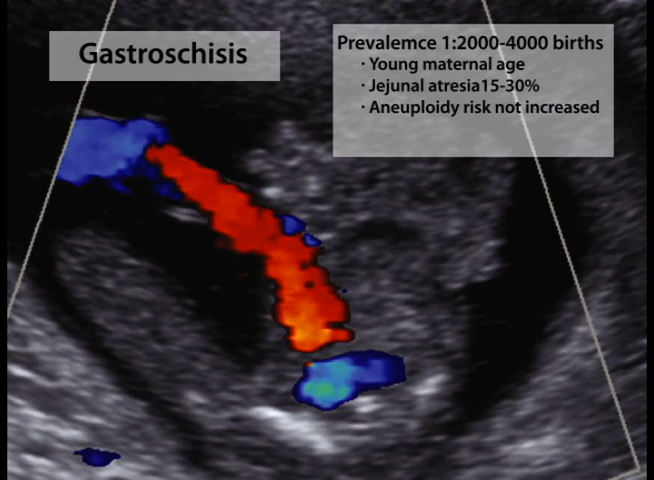 Gastroschisis
Prevalemce 1:2000-4000 births
· Young maternal age
· Jejunal atresia15-30%
· Aneuploidy risk not increased